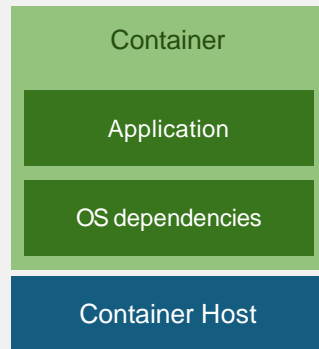 Container
Application
OS dependencies
Container Host